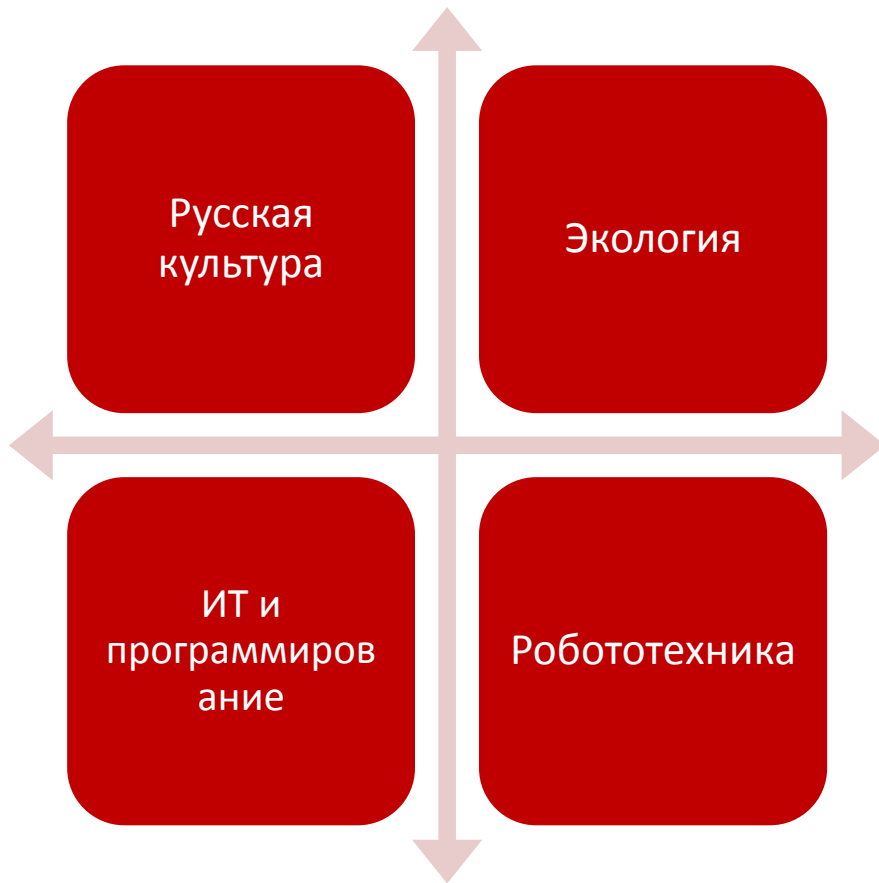 Русская
культура
Экология
ИТ и
программиров
ание
Робототехника